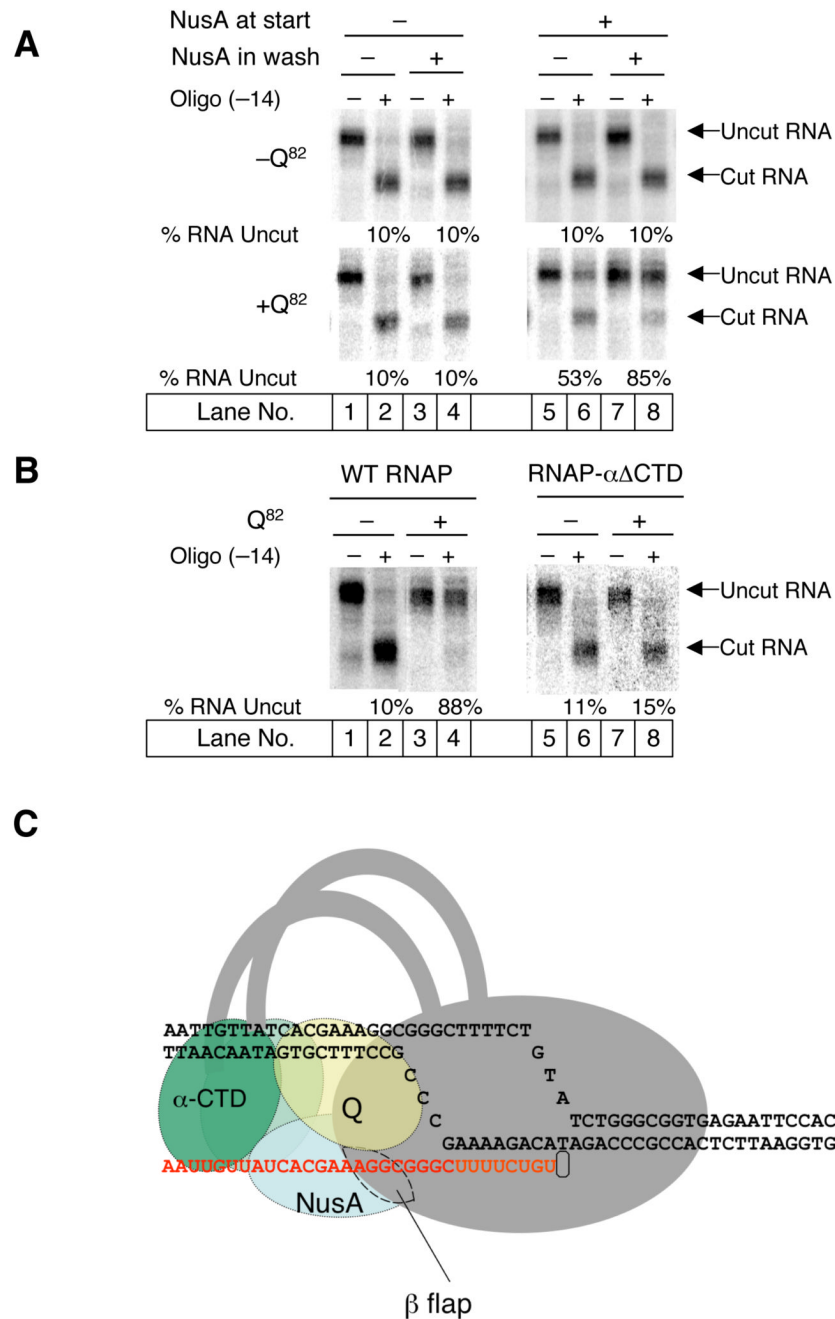 A
NusA at start – +
NusA in wash – + – +
Oligo (–14) – + – + – + – +
–Q82
Uncut RNA
Cut RNA
% RNA Uncut 10% 10% 10% 10%
+Q82
Uncut RNA
Cut RNA
% RNA Uncut 10% 10% 53% 85%
Lane No. 1 2 3 4 5 6 7 8
B
WT RNAP RNAP-αΔCTD
Q82 – + – +
Oligo (–14) – + – + – + – +
Uncut RNA
Cut RNA
% RNA Uncut 10% 88% 11% 15%
Lane No. 1 2 3 4 5 6 7 8
C
AATTGTTATCACGAAAGGCGGGCTTTTCT
TTAACAATAGTGCTTTCCG G
C T
α-CTD Q C A
C TCTGGGCGGTGAGAATTCCAC
GAAAAGACATAGACCCGCCACTCTTAAGGTG
AAUUGUUAUCACGAAAGGCGGGCUUUUCUGU
NusA
β flap